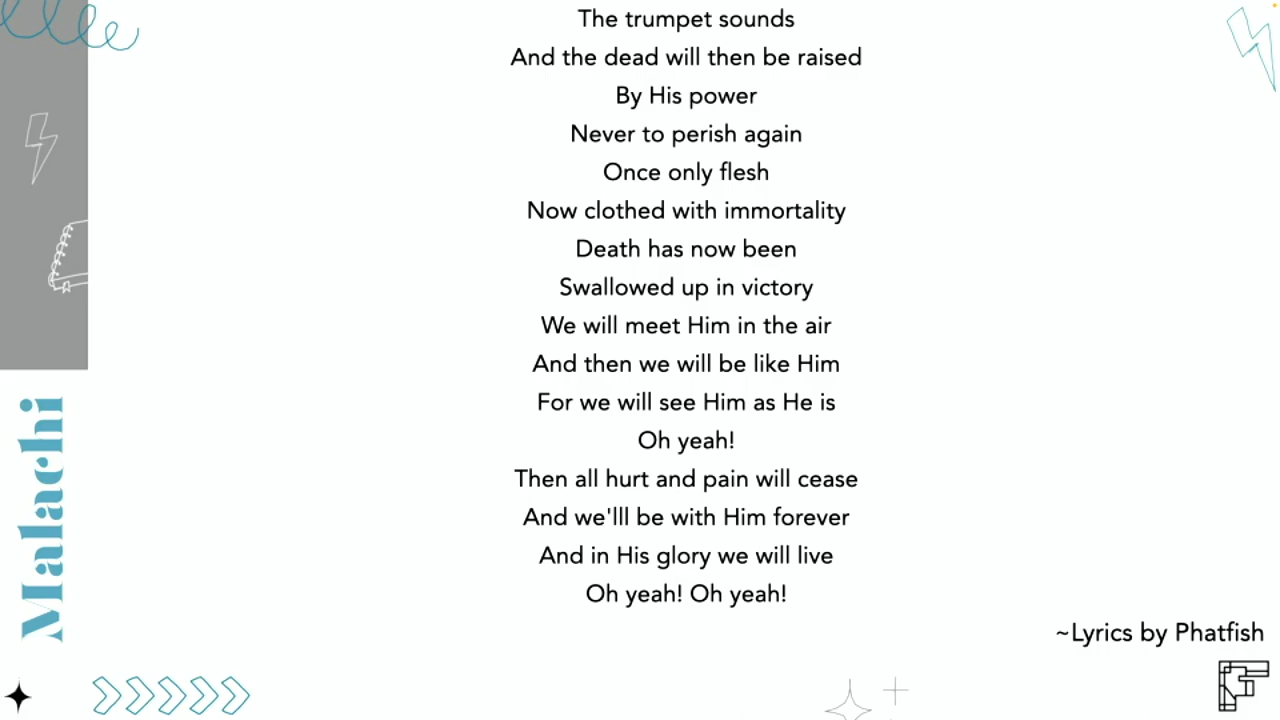 The trumpet sounds
And the dead will then be raised
By His power
Never to perish again
Once only flesh
Now clothed with immortality
Death has now been
Swallowed up in victory
We will meet Him in the air
And then we will be like Him
For we will see Him as He is
Oh yeah!
Then all hurt and pain will cease
And we'lll be with Him forever
And in His glory we will live
Oh yeah! Oh yeah!
~Lyrics by Phatfish
Malachi